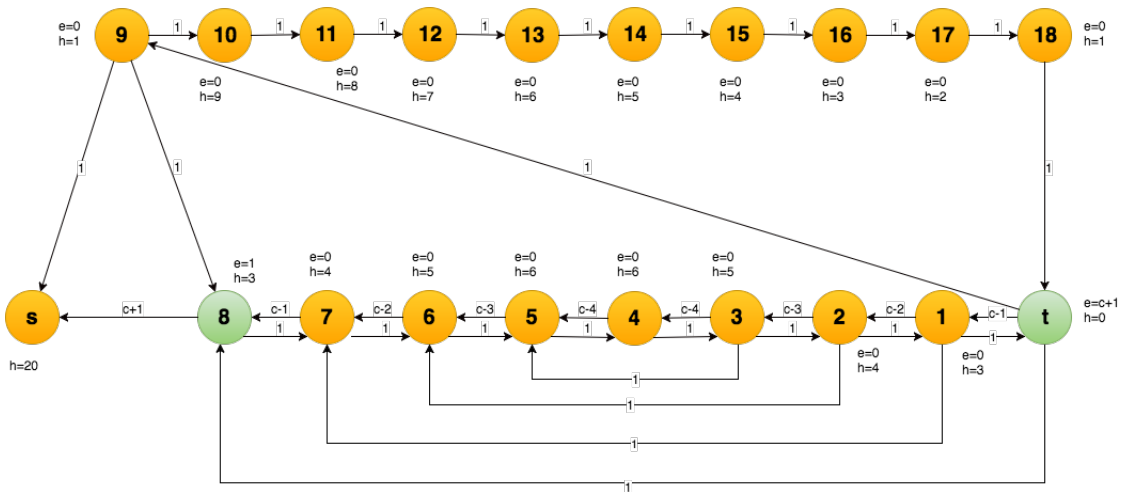 e=0
h=1
9
1
10
1
11
1
12
1
13
1
14
1
15
1
16
1
17
1
18
e=0
h=1
e=0
h=9
e=0
h=8
e=0
h=7
e=0
h=6
e=0
h=5
e=0
h=4
e=0
h=3
e=0
h=2
1
1
1
1
e=1
h=3
e=0
h=4
e=0
h=5
e=0
h=6
e=0
h=6
e=0
h=5
s
c+1
8
c-1
1
7
c-2
1
6
c-3
1
5
c-4
1
4
c-4
1
3
c-3
1
2
c-2
1
1
c-1
1
t
e=c+1
h=0
h=20
e=0
h=4
e=0
h=3
1
1
1
1